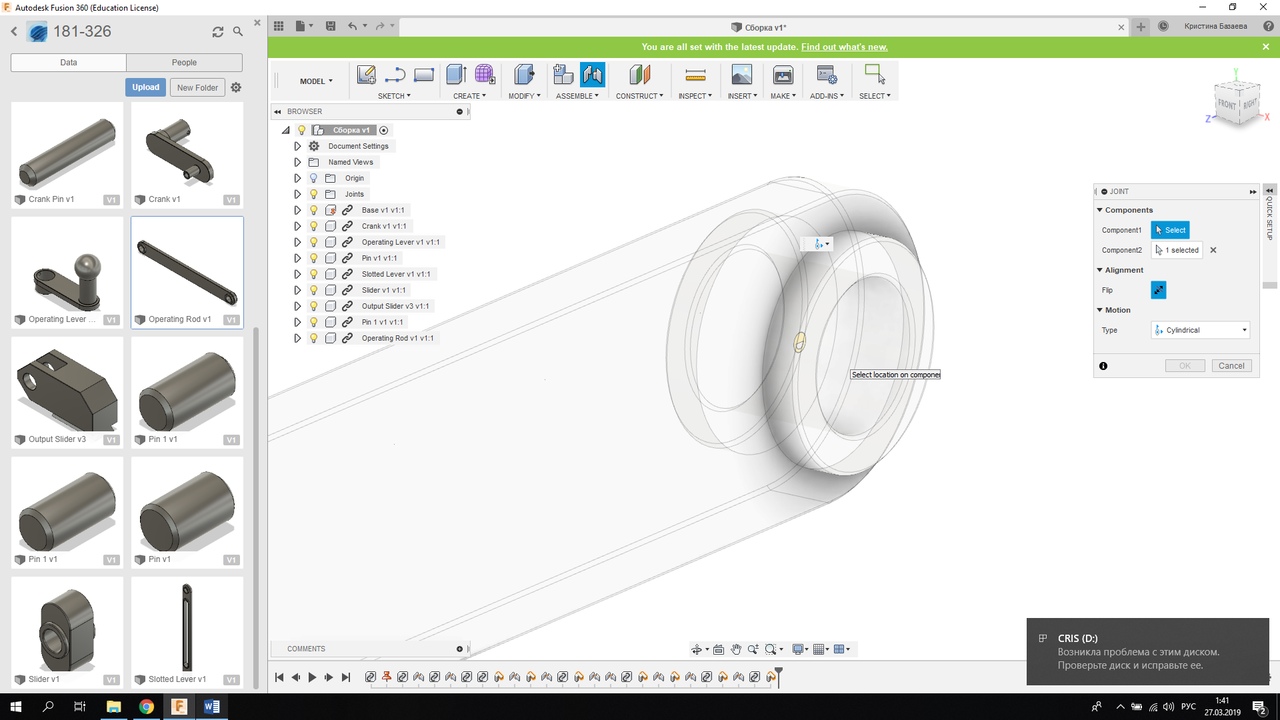 Autodesk Fusion 360 (Education License)
181-326
Сборка v1*
Кристина Базаева
Data
People
You are all set with the latest update. Find out what's new.
Upload
New Folder
MODEL
SKETCH
CREATE
MODIFY
ASSEMBLE
CONSTRUCT
INSPECT
INSERT
MAKE
ADD-INS
SELECT
BROWSER
Сборка v1
Document Settings
Named Views
Origin
Joints
Base v1 v1:1
Crank v1 v1:1
Operating Lever v1 v1:1
Pin v1 v1:1
Slotted Lever v1 v1:1
Slider v1 v1:1
Output Slider v3 v1:1
Pin 1 v1 v1:1
Operating Rod v1 v1:1
Crank Pin v1
V1
Crank v1
V1
Operating Lever ...
V1
Operating Rod v1
V1
Output Slider v3
V1
Pin 1 v1
V1
Pin 1 v1
V1
Pin v1
V1
Slider v1
V1
Slotted Lever v1
V1
Y
FRONT
RIGHT
Z
X
JOINT
QUICK SETUP
Components
Component1
Select
Component2
1 selected
Alignment
Flip
Motion
Type
Cylindrical
OK
Cancel
Select location on componen
COMMENTS
CRIS (D:)
Возникла проблема с этим диском.
Проверьте диск и исправьте ее.
РУС
1:41
27.03.2019
2